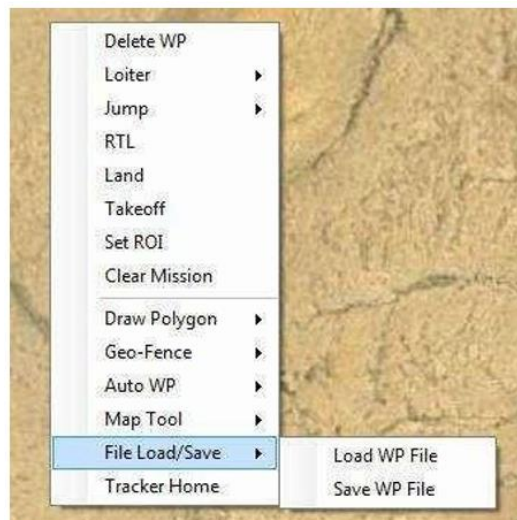 Delete WP
Loiter
Jump
RTL
Land
Takeoff
Set ROI
Clear Mission
Draw Polygon
Geo-Fence
Auto WP
Map Tool
File Load/Save
Load WP File
Save WP File
Tracker Home